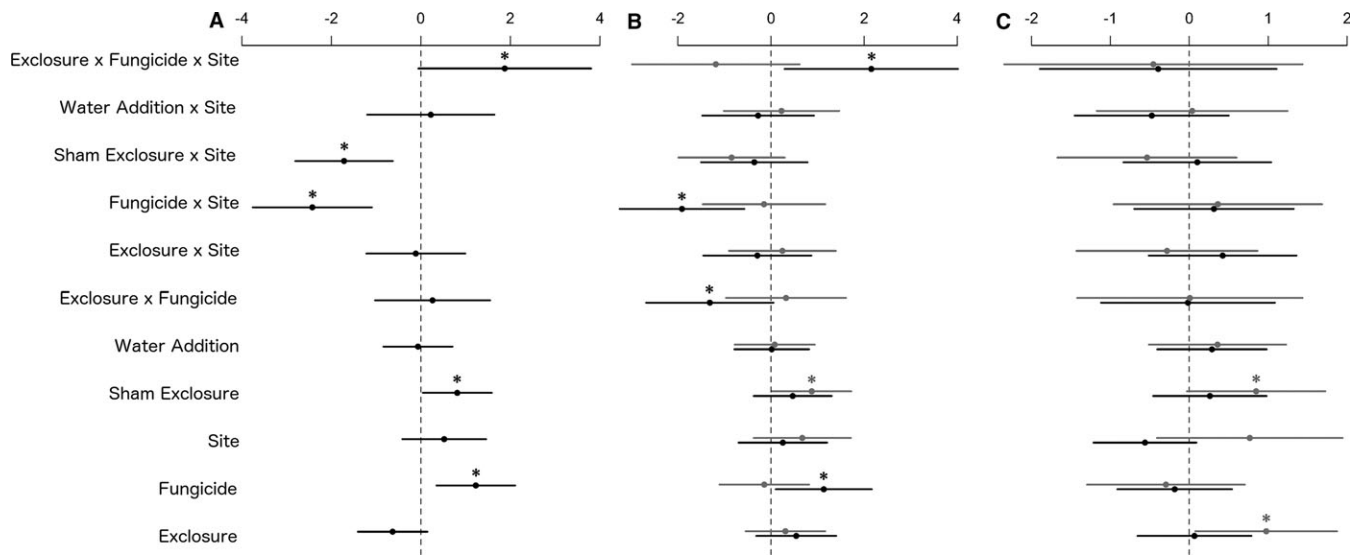 A -4 -2 0 2 4 B -2 0 2 4 C -2 -1 0 1 2
Exclosure x Fungicide x Site * *
Water Addition x Site
Sham Exclosure x Site *
Fungicide x Site * *
Exclosure x Site
Exclosure x Fungicide *
Water Addition
Sham Exclosure * * *
Site
Fungicide * *
Exclosure *